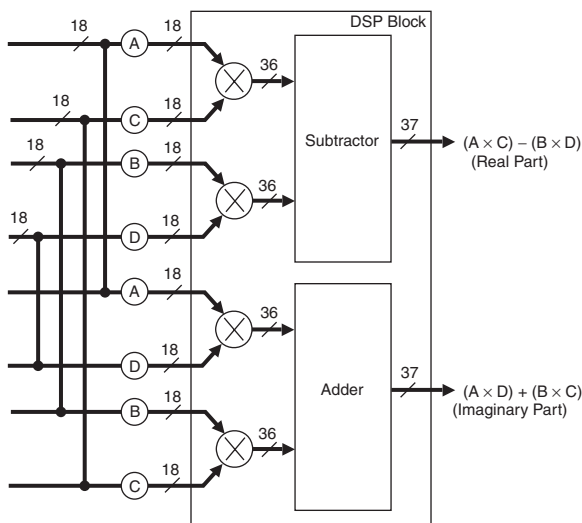 DSP Block
18 A 18
36
18 C 18
Subtractor
37
(A × C) – (B × D)
(Real Part)
18 B 18
36
18 D 18
A 18
36
D 18
Adder
37
(A × D) + (B × C)
(Imaginary Part)
B 18
36
C 18